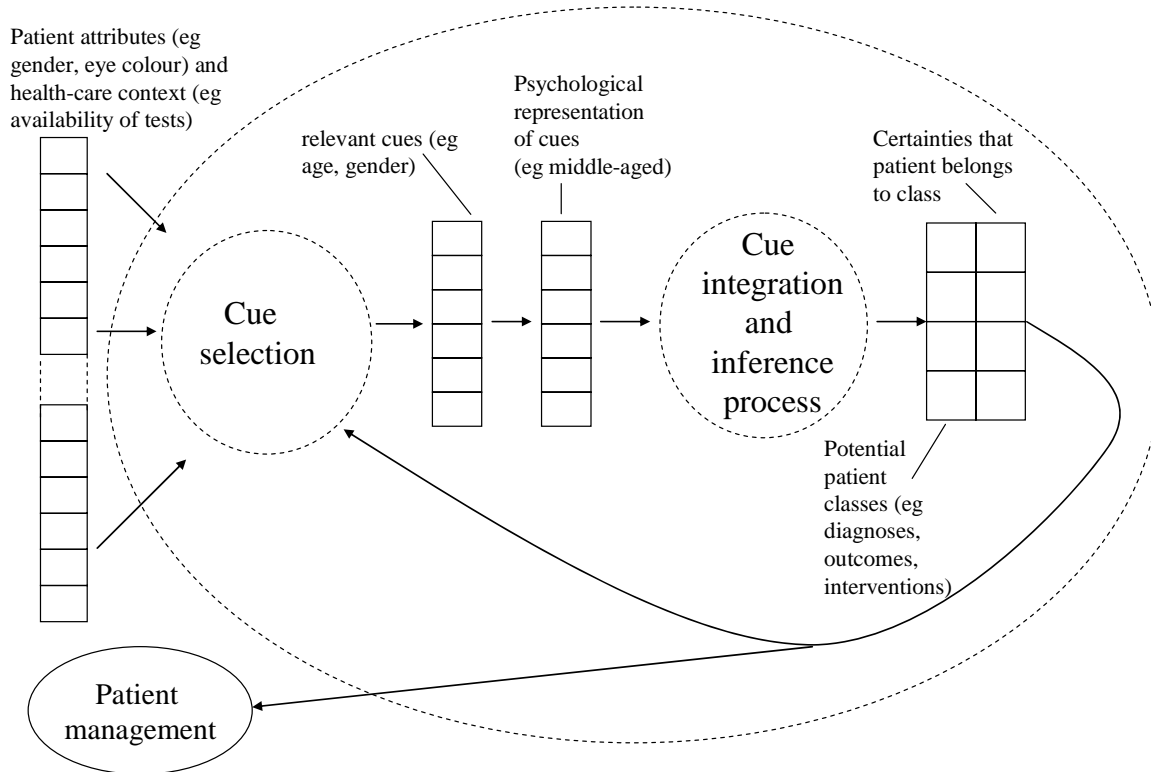 Patient attributes (eg
gender, eye colour) and
health-care context (eg
availability of tests)
relevant cues (eg
age, gender)
Psychological
representation
of cues
(eg middle-aged)
Certainties that
patient belongs
to class
Cue
selection
Cue
integration
and
inference
process
Potential
patient
classes (eg
diagnoses,
outcomes,
interventions)
Patient
management